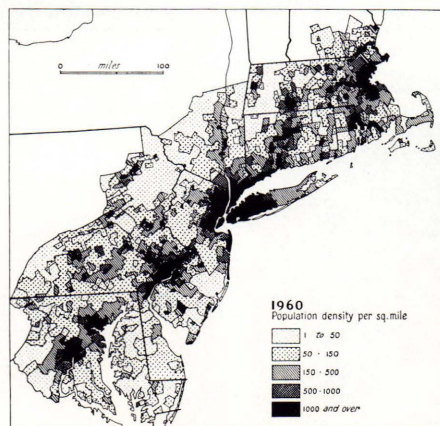 miles
0 100
1960
Population density per sq. mile
1 to 50
50 - 150
150 - 500
500 - 1000
1000 and over